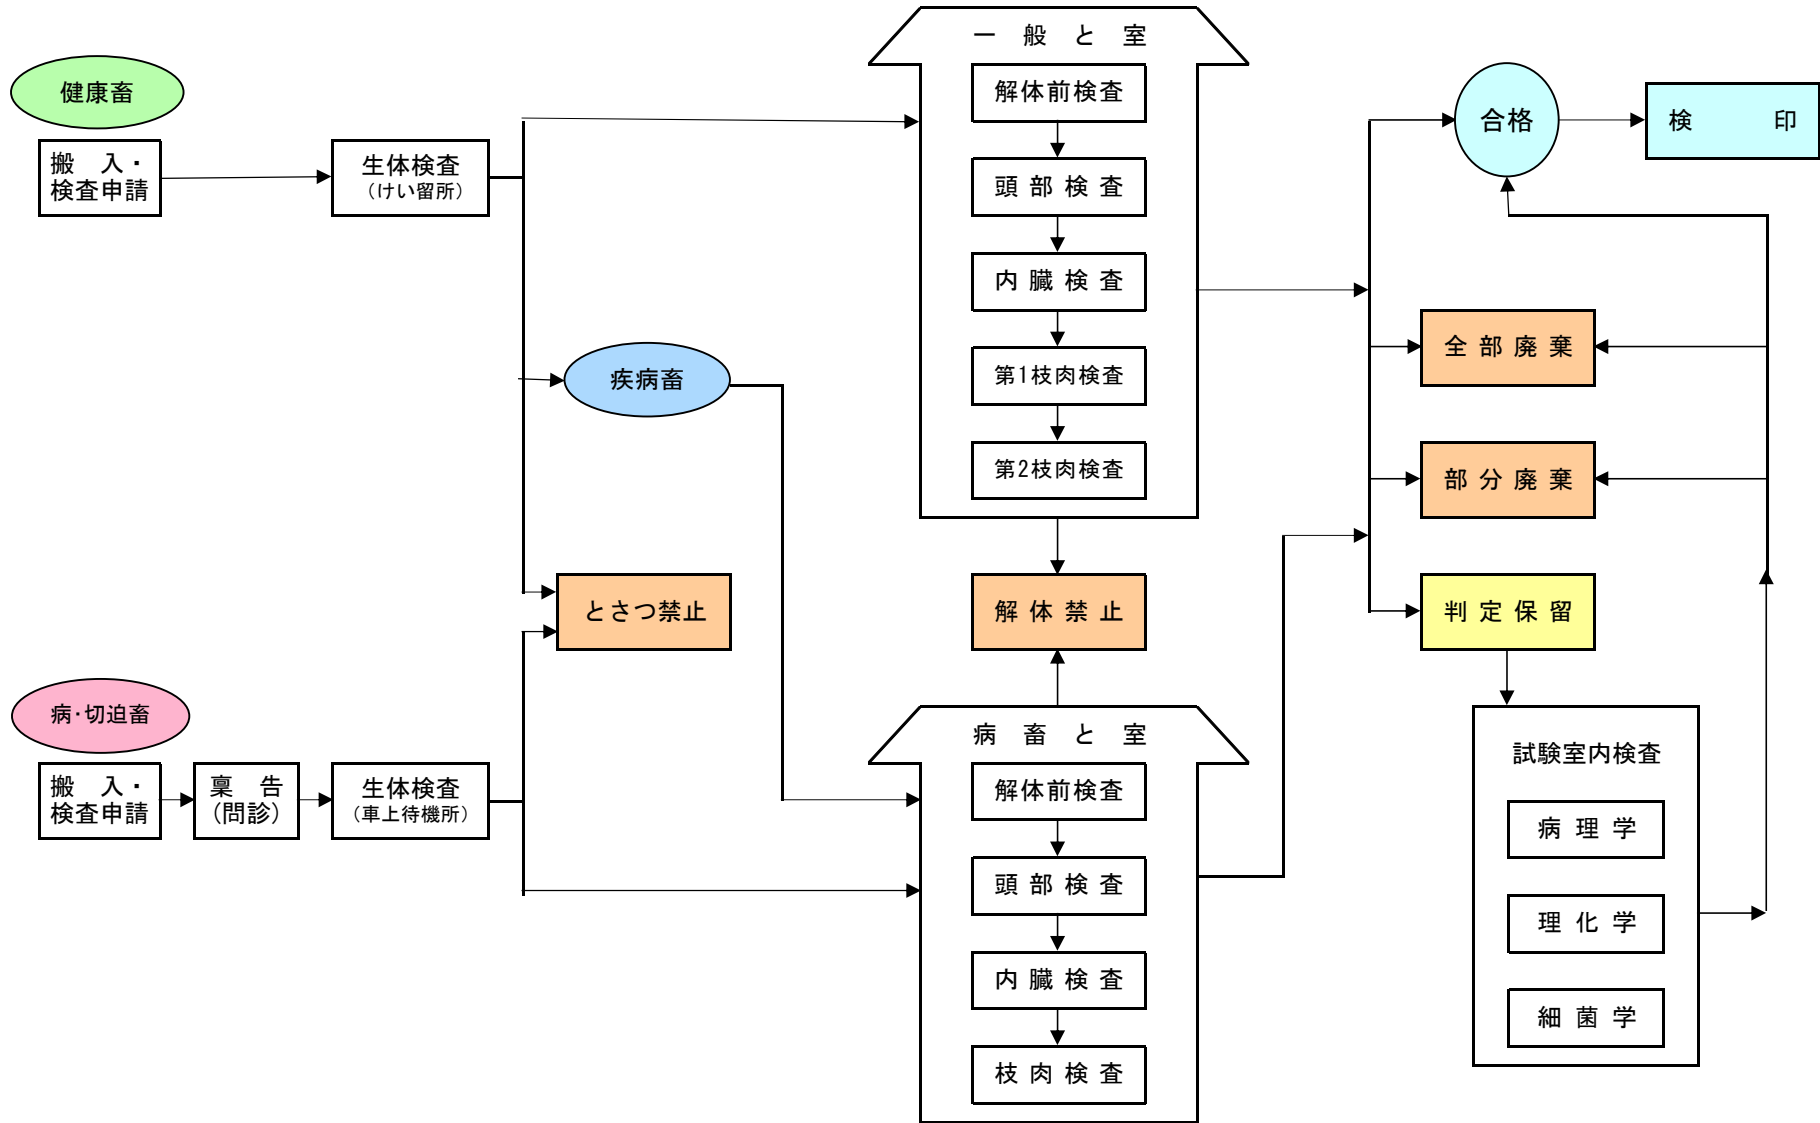 健康畜
搬　入・
検査申請
生体検査
（けい留所）
疾病畜
とさつ禁止
病・切迫畜
搬　入・
検査申請
稟　告
（問診）
生体検査
（車上待機所）
一　般　と　室
解体前検査
頭部検査
内臓検査
第1枝肉検査
第2枝肉検査
解体禁止
病　畜　と　室
解体前検査
頭部検査
内臓検査
枝肉検査
合格
検　　印
全部廃棄
部分廃棄
判定保留
試験室内検査
病理学
理化学
細菌学